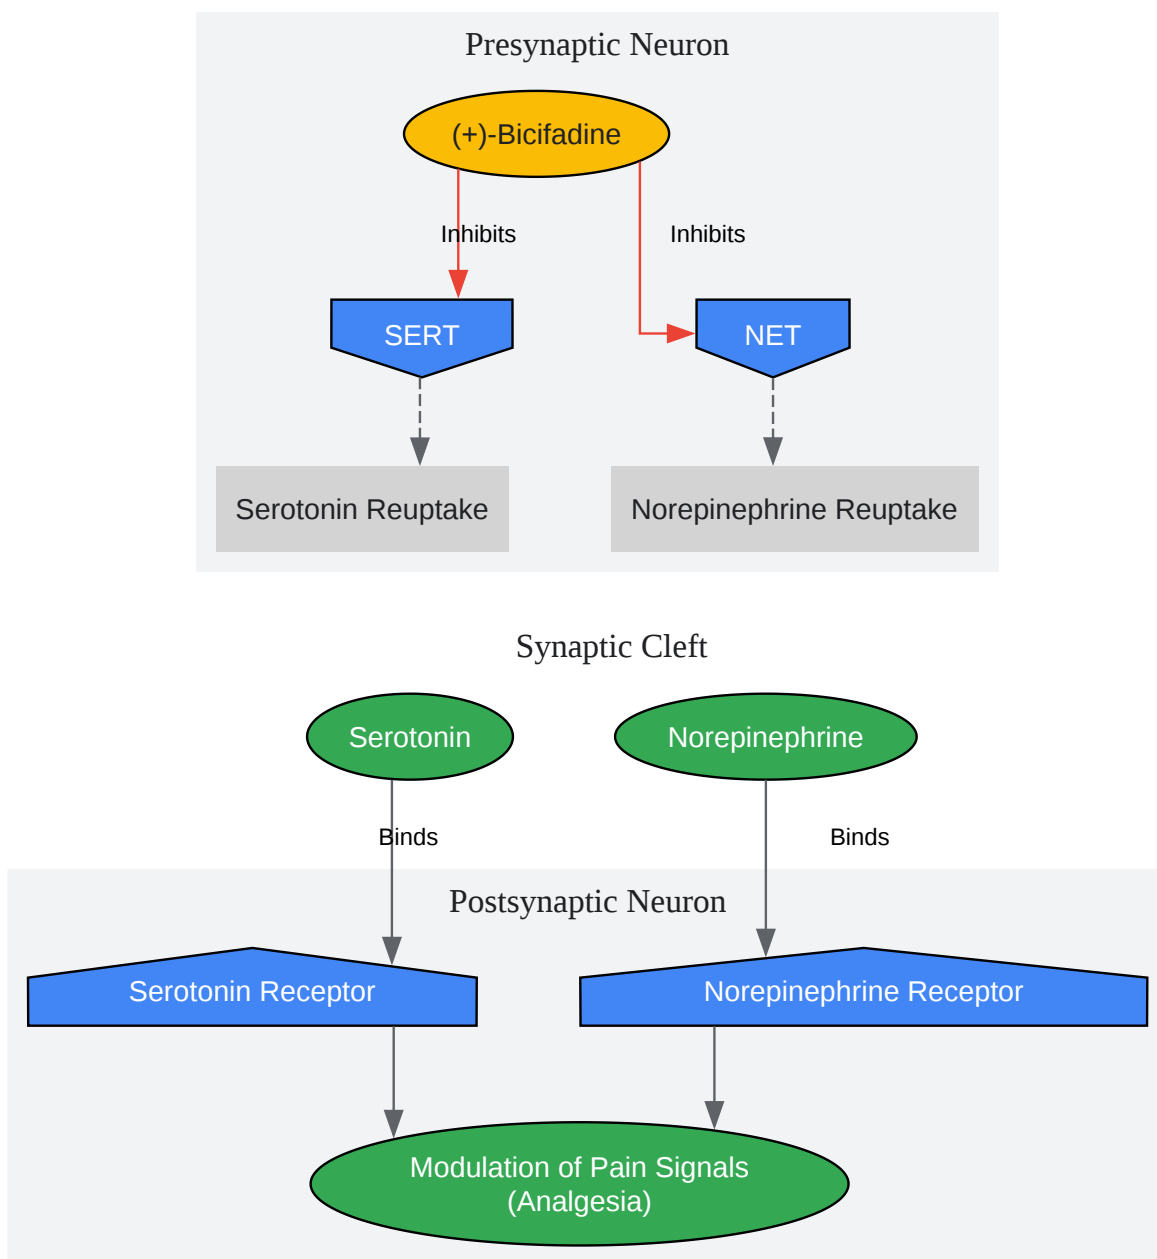 Presynaptic Neuron
(+)-Bicifadine
Inhibits
Inhibits
SERT
NET
Serotonin Reuptake
Norepinephrine Reuptake
Synaptic Cleft
Serotonin
Norepinephrine
Binds
Binds
Postsynaptic Neuron
Serotonin Receptor
Norepinephrine Receptor
Modulation of Pain Signals
(Analgesia)